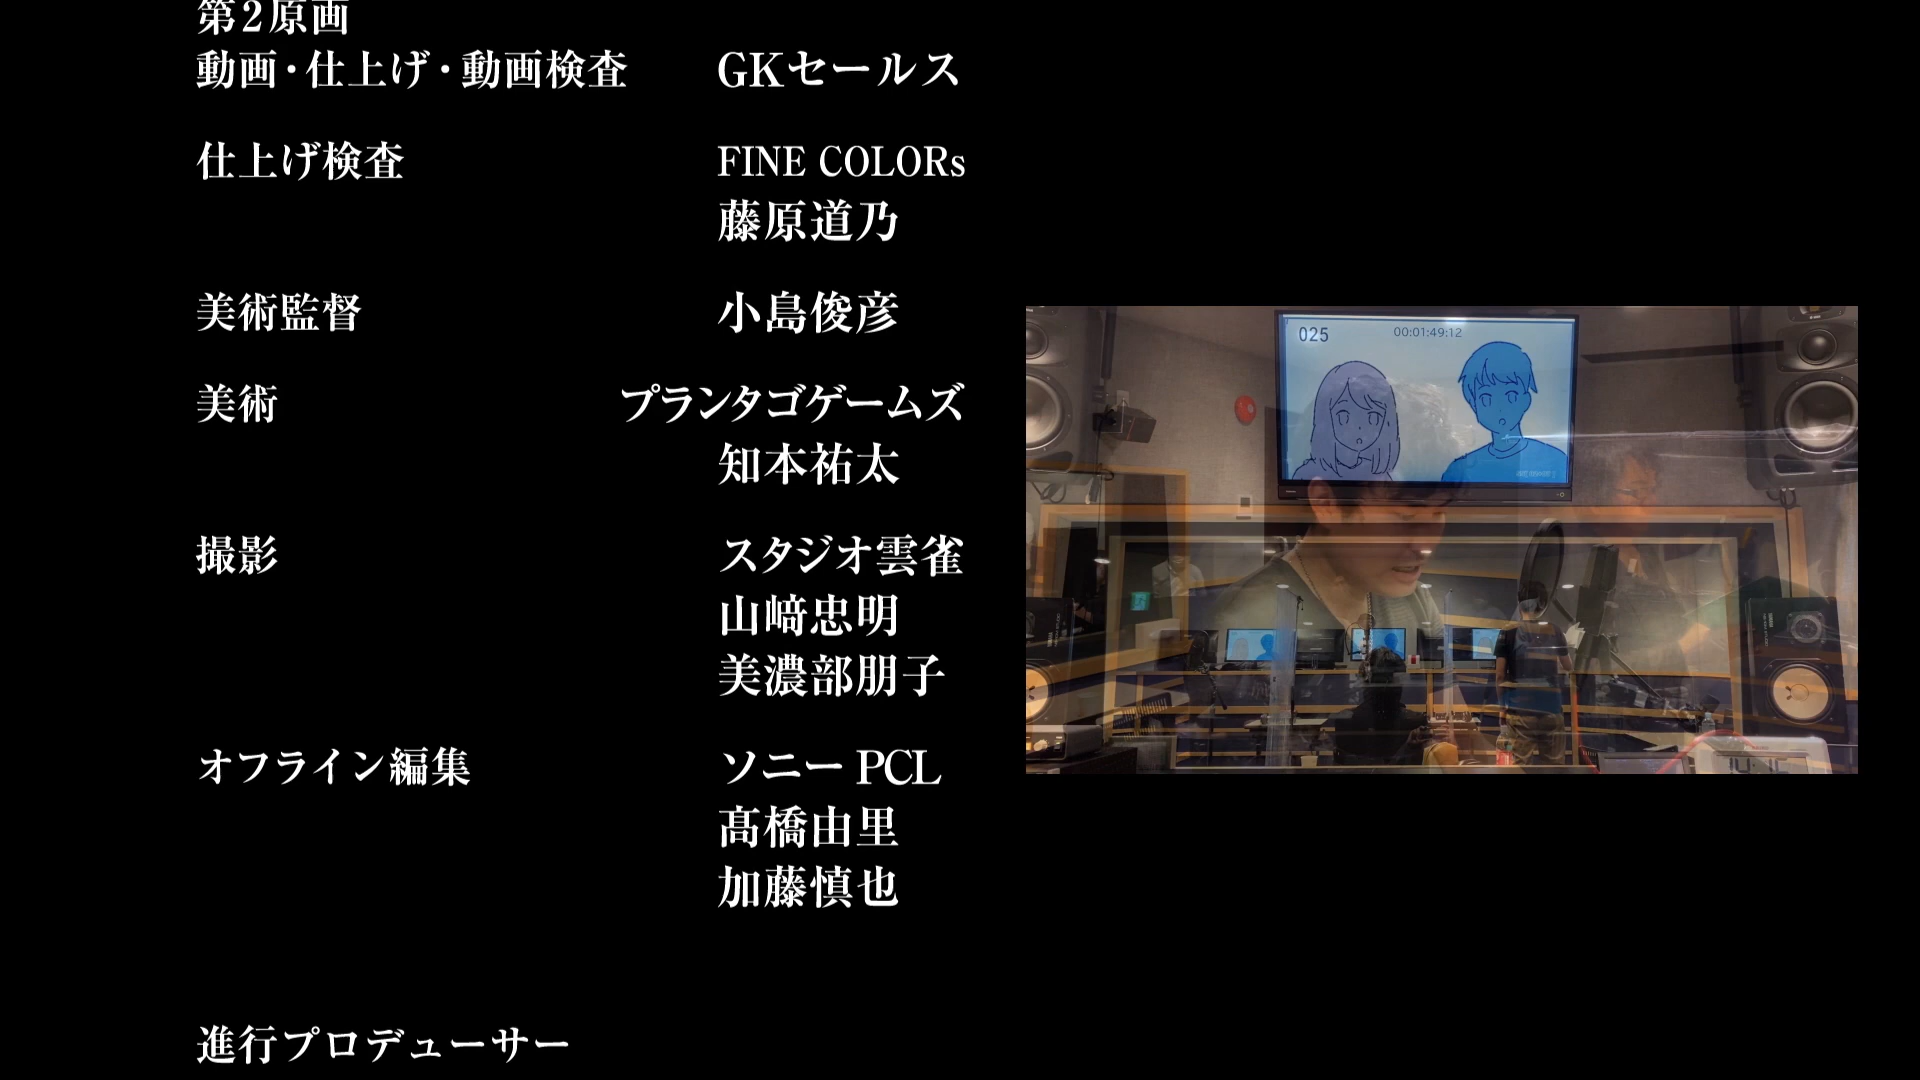 第2原画
動画・仕上げ・動画検査 GKセールス
仕上げ検査 FINE COLORs
藤原道乃
美術監督 小島俊彦
美術 プランタゴゲームズ
知本祐太
撮影 スタジオ雲雀
山﨑忠明
美濃部朋子
オフライン編集 ソニー PCL
髙橋由里
加藤慎也
進行プロデューサー
025
00:01:49:12